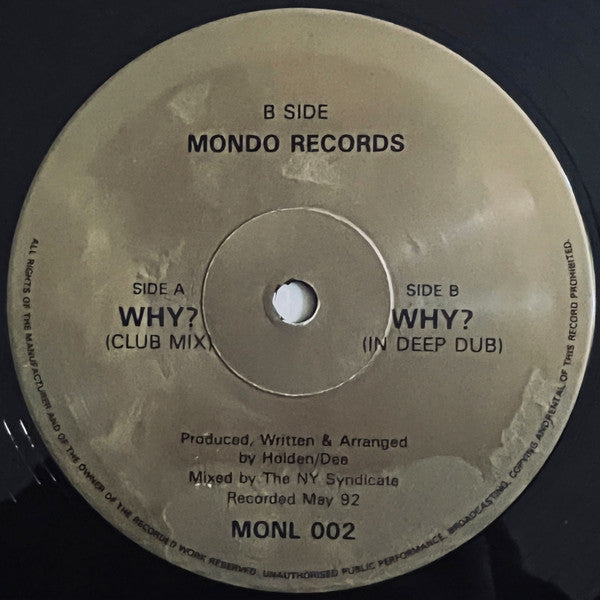 B SIDE
MONDO RECORDS
SIDE A
WHY?
(CLUB MIX)
SIDE B
WHY?
(IN DEEP DUB)
Produced, Written & Arranged
by Holden/Dee
Mixed by The NY Syndicate
Recorded May 92
MONL 002
ALL RIGHTS OF THE MANUFACTURER AND OF THE OWNER OF THE RECORDED WORK RESERVED. UNAUTHORISED PUBLIC PERFORMANCE, BROADCASTING, COPYING AND RENTAL OF THIS RECORD PROHIBITED.